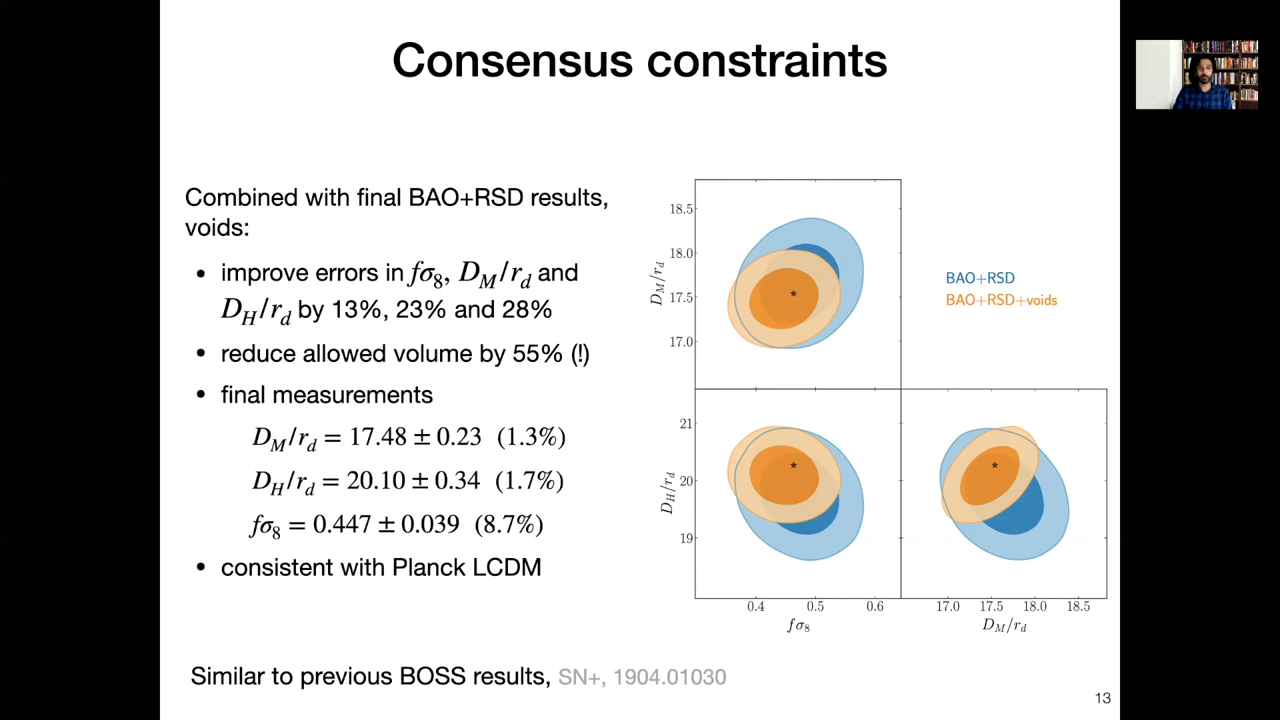 Consensus constraints
Combined with final BAO+RSD results,
voids:
• improve errors in fσ₈, D_M/r_d and
D_H/r_d by 13%, 23% and 28%
• reduce allowed volume by 55% (!)
• final measurements
D_M/r_d = 17.48 ± 0.23 (1.3%)
D_H/r_d = 20.10 ± 0.34 (1.7%)
fσ₈ = 0.447 ± 0.039 (8.7%)
• consistent with Planck LCDM
18.5
18.0
17.5
17.0
D_M/r_d
BAO+RSD
BAO+RSD+voids
21
20
19
D_H/r_d
0.4 0.5 0.6
fσ₈
17.0 17.5 18.0 18.5
D_M/r_d
Similar to previous BOSS results, SN+, 1904.01030
13